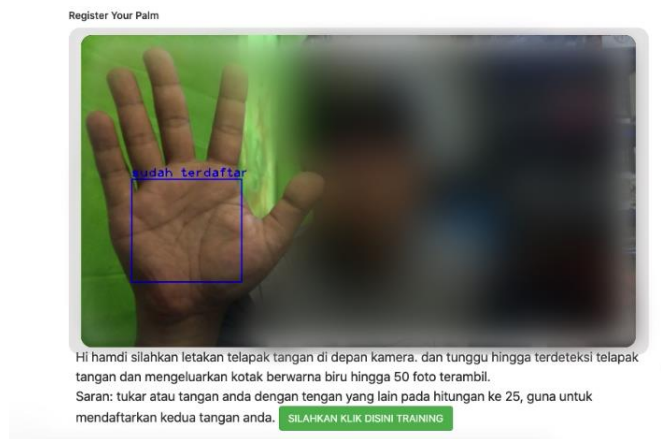 Register Your Palm
sudah terdaftar
Hi hamdi silahkan letakan telapak tangan di depan kamera. dan tunggu hingga terdeteksi telapak
tangan dan mengeluarkan kotak berwarna biru hingga 50 foto terambil.
Saran: tukar atau tangan anda dengan tengan yang lain pada hitungan ke 25, guna untuk
mendaftarkan kedua tangan anda. SILAHKAN KLIK DISINI TRAINING